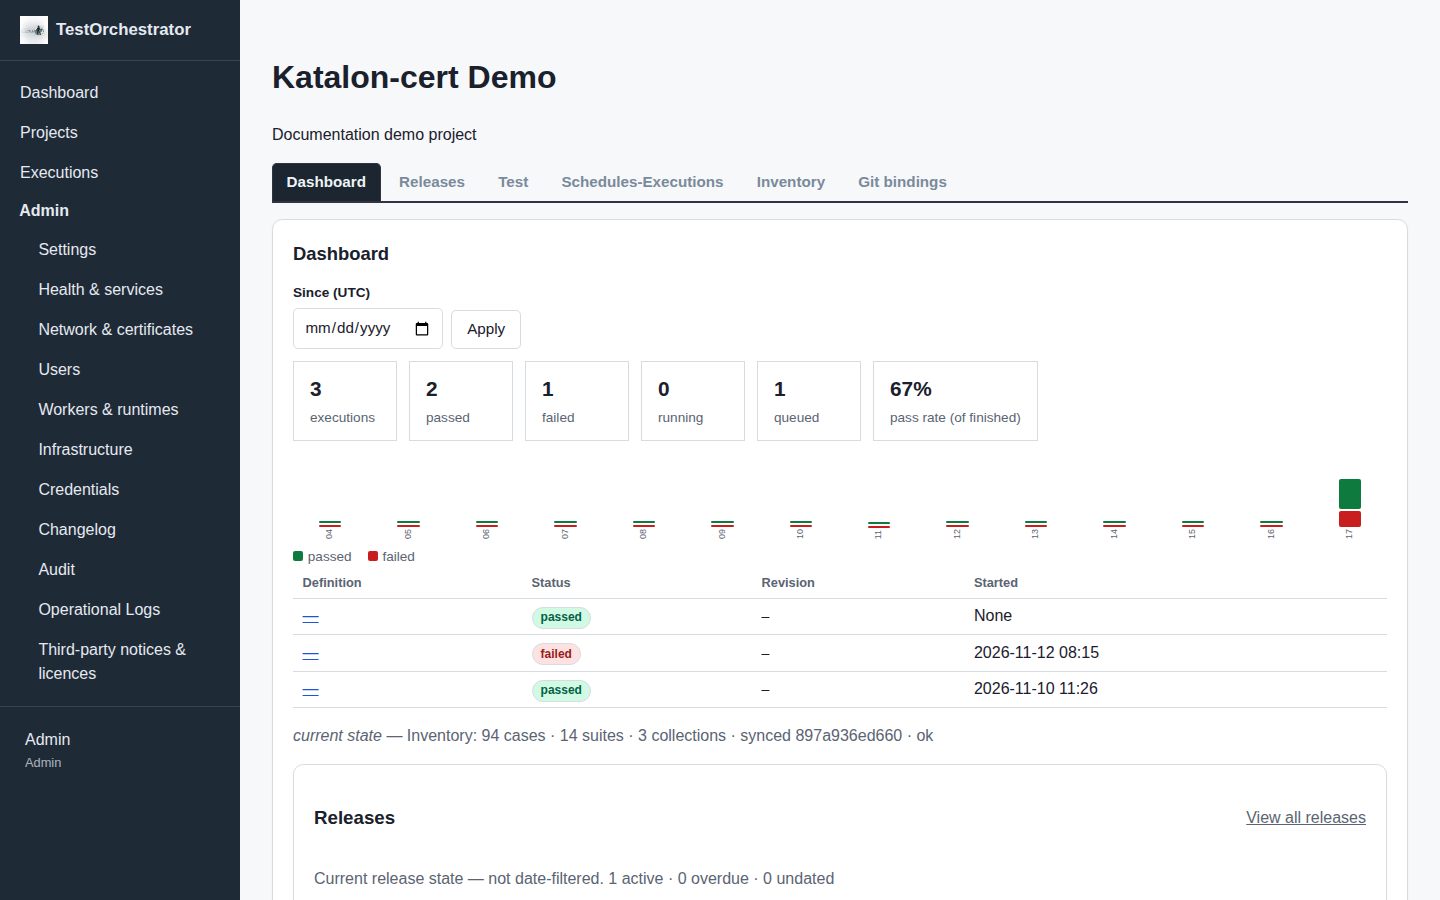 TestOrchestrator
Dashboard
Projects
Executions
Admin
Settings
Health & services
Network & certificates
Users
Workers & runtimes
Infrastructure
Credentials
Changelog
Audit
Operational Logs
Third-party notices &
licences
Admin
Admin
Katalon-cert Demo
Documentation demo project
Dashboard Releases Test Schedules-Executions Inventory Git bindings
Dashboard
Since (UTC)
mm/dd/yyyy Apply
3 2 1 0 1 67%
executions passed failed running queued pass rate (of finished)
04 05 06 07 08 09 10 11 12 13 14 15 16 17
passed failed
Definition Status Revision Started
— passed – None
— failed – 2026-11-12 08:15
— passed – 2026-11-10 11:26
current state — Inventory: 94 cases · 14 suites · 3 collections · synced 897a936ed660 · ok
Releases View all releases
Current release state — not date-filtered. 1 active · 0 overdue · 0 undated